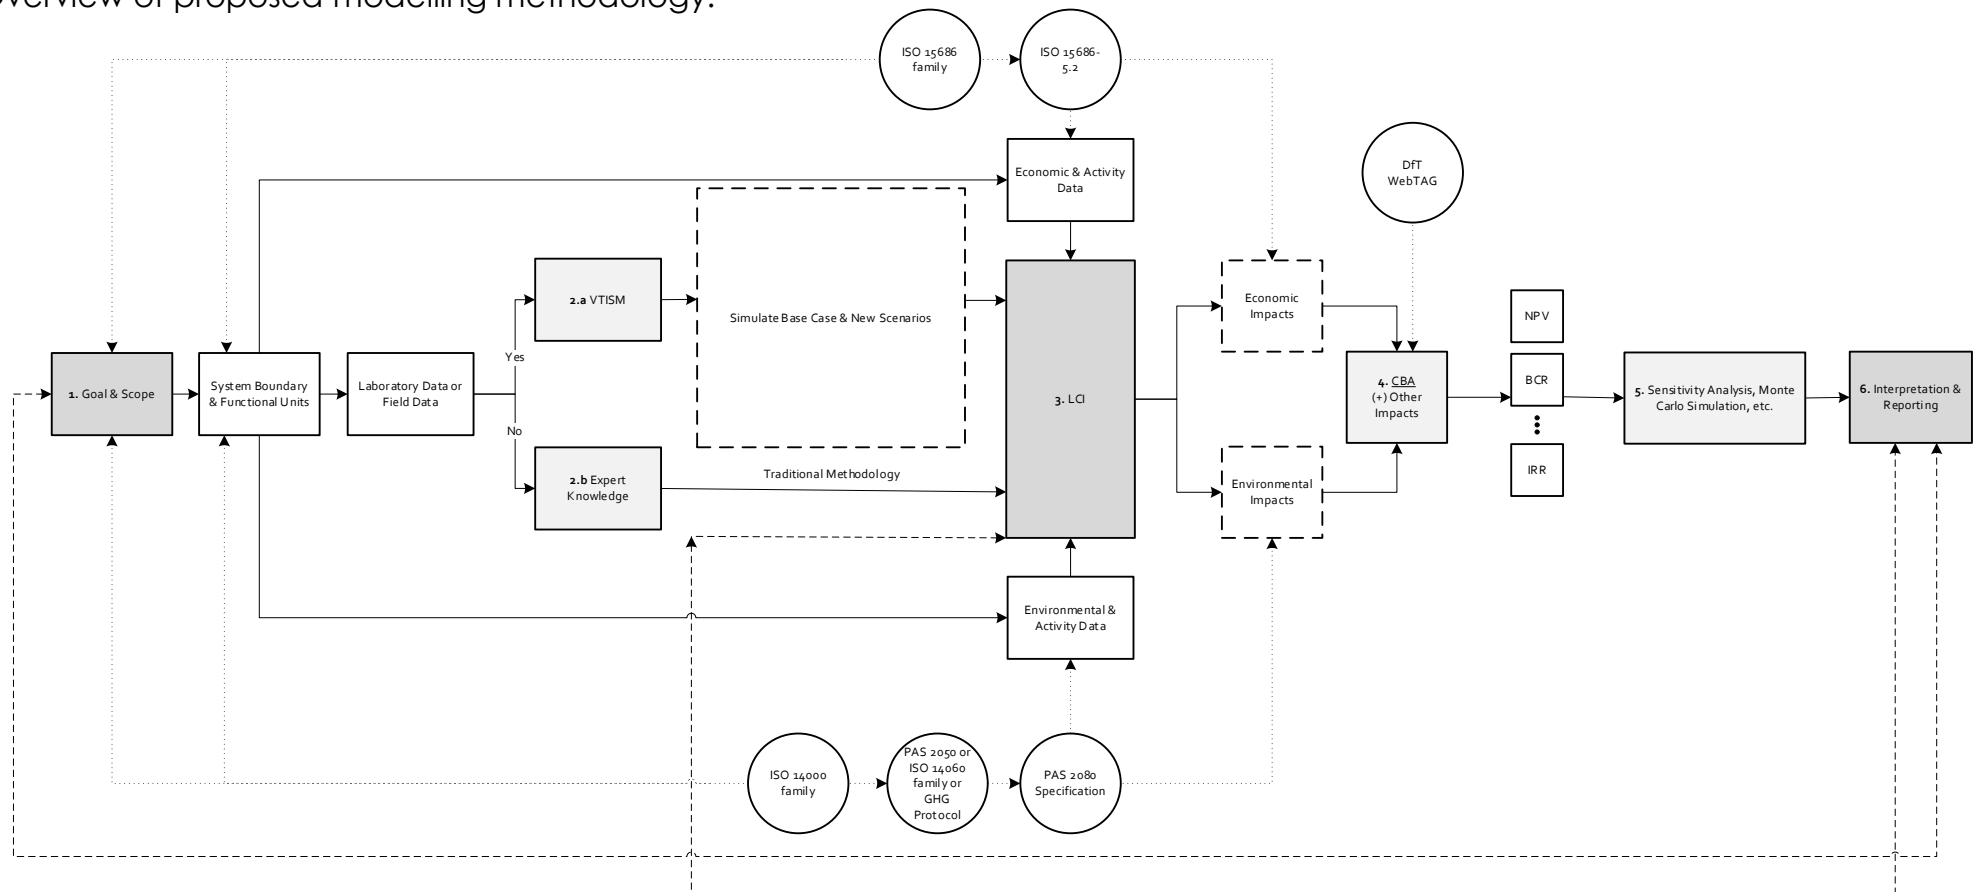 overview of proposed modelling methodology.
ISO 15686
family
ISO 15686-
5.2
Economic & Activity
Data
DfT
WebTAG
2.a VTISM
Simulate Base Case & New Scenarios
Economic
Impacts
NPV
Yes
1. Goal & Scope
System Boundary
& Functional Units
Laboratory Data or
Field Data
3. LCI
4. CBA
(+) Other
Impacts
BCR
5. Sensitivity Analysis, Monte
Carlo Simulation, etc.
6. Interpretation &
Reporting
No
2.b Expert
Knowledge
Traditional Methodology
Environmental
Impacts
IRR
Environmental &
Activity Data
ISO 14000
family
PAS 2050 or
ISO 14060
family or
GHG
Protocol
PAS 2080
Specification